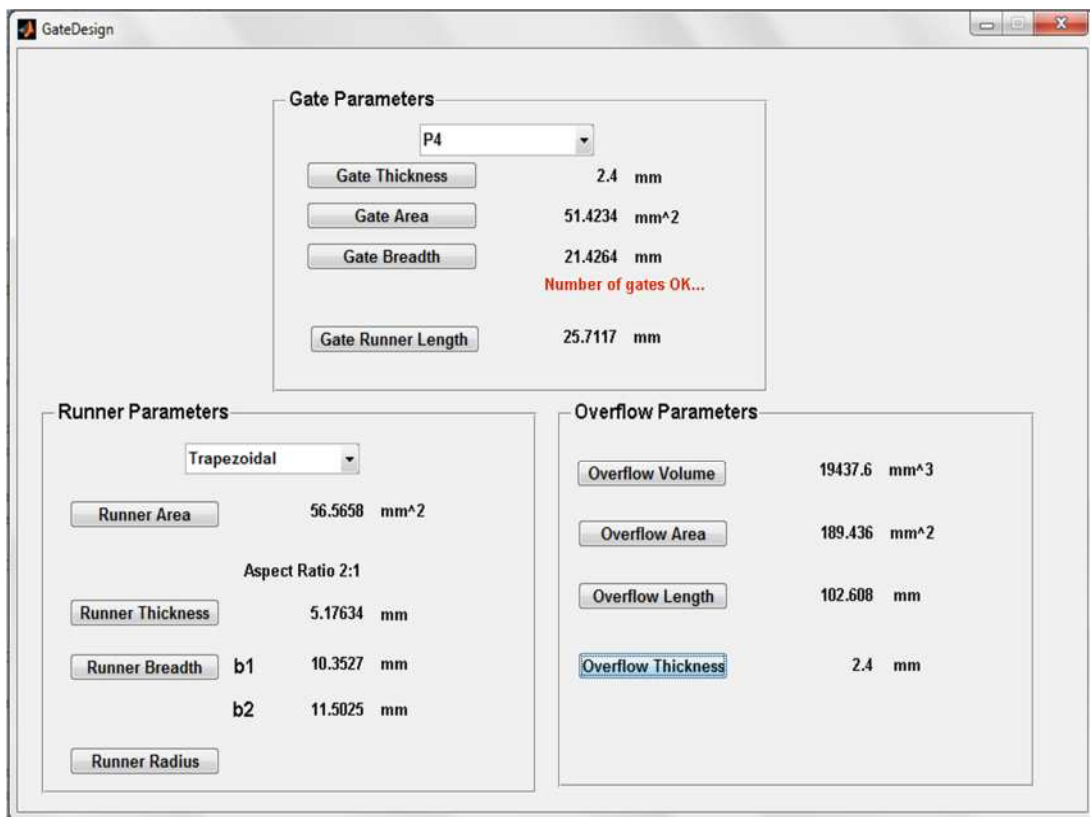 GateDesign
Gate Parameters
P4
Gate Thickness 2.4 mm
Gate Area 51.4234 mm^2
Gate Breadth 21.4264 mm
Number of gates OK...
Gate Runner Length 25.7117 mm
Runner Parameters
Trapezoidal
Runner Area 56.5658 mm^2
Aspect Ratio 2:1
Runner Thickness 5.17634 mm
Runner Breadth b1 10.3527 mm
b2 11.5025 mm
Runner Radius
Overflow Parameters
Overflow Volume 19437.6 mm^3
Overflow Area 189.436 mm^2
Overflow Length 102.608 mm
Overflow Thickness 2.4 mm